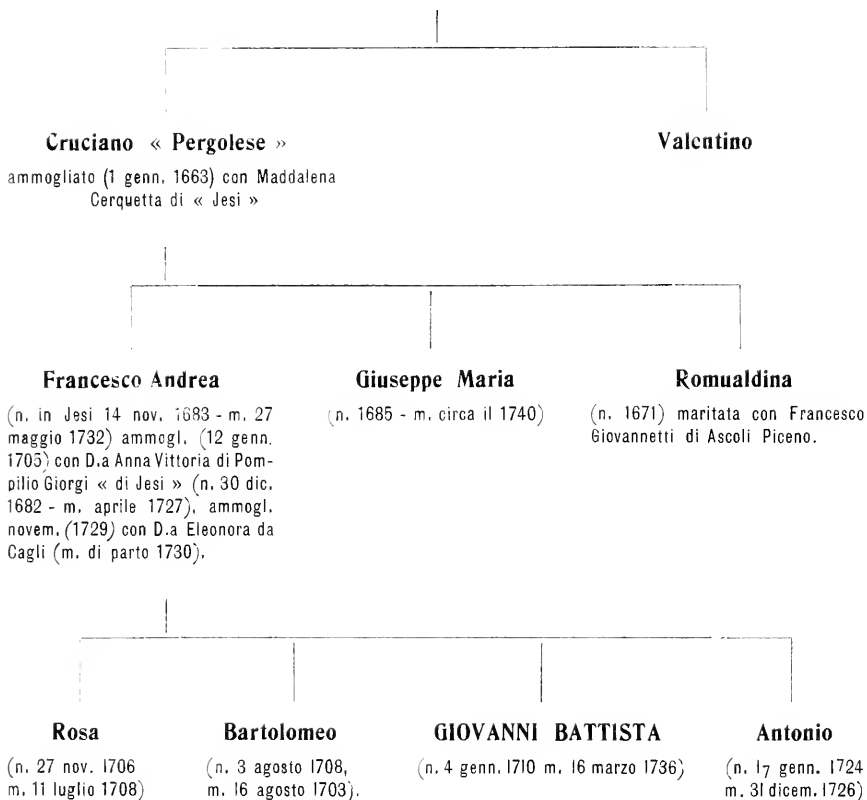 Cruciano « Pergolese »
ammogliato (1 genn. 1663) con Maddalena
Cerquetta di « Jesi »
Valentino
Francesco Andrea
(n. in Jesi 14 nov. 1683 - m. 27
maggio 1732) ammogl. (12 genn.
1705) con D.a Anna Vittoria di Pom-
pilio Giorgi « di Jesi » (n. 30 dic.
1682 - m. aprile 1727), ammogl.
novem. (1729) con D.a Eleonora da
Cagli (m. di parto 1730).
Giuseppe Maria
(n. 1685 - m. circa il 1740)
Romualdina
(n. 1671) maritata con Francesco
Giovannetti di Ascoli Piceno.
Rosa
(n. 27 nov. 1706
m. 11 luglio 1708)
Bartolomeo
(n. 3 agosto 1708,
m. 16 agosto 1703).
GIOVANNI BATTISTA
(n. 4 genn. 1710 m. 16 marzo 1736)
Antonio
(n. 17 genn. 1724
m. 31 dicem. 1726)